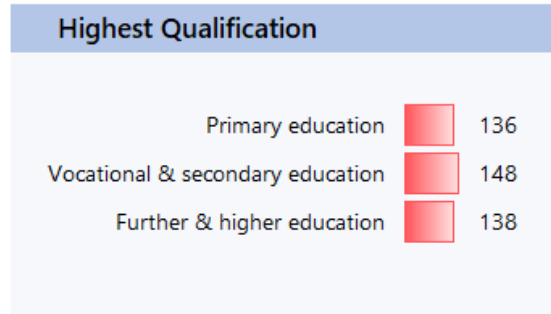 Highest Qualification
Primary education 136
Vocational & secondary education 148
Further & higher education 138